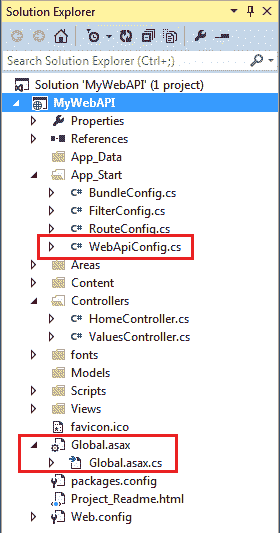 Solution Explorer
Search Solution Explorer (Ctrl+;)
Solution 'MyWebAPI' (1 project)
MyWebAPI
Properties
References
App_Data
App_Start
C# BundleConfig.cs
C# FilterConfig.cs
C# RouteConfig.cs
C# WebApiConfig.cs
Areas
Content
Controllers
C# HomeController.cs
C# ValuesController.cs
fonts
Models
Scripts
Views
favicon.ico
Global.asax
Global.asax.cs
packages.config
Project_Readme.html
Web.config